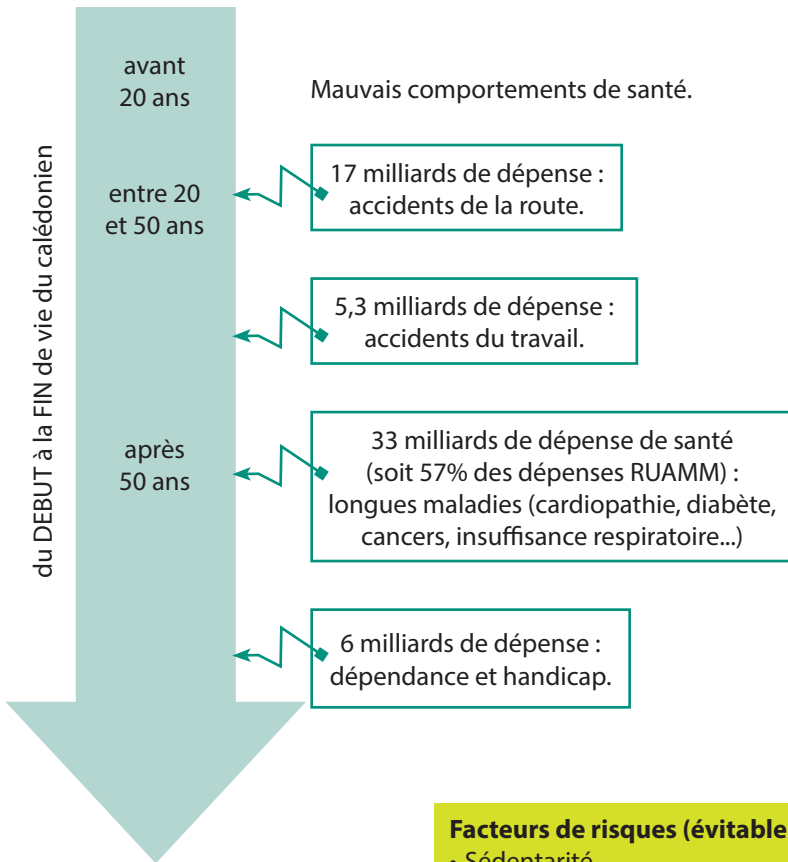 du DEBUT à la FIN de vie du calédonien
avant
20 ans
Mauvais comportements de santé.
entre 20
et 50 ans
17 milliards de dépense :
accidents de la route.
5,3 milliards de dépense :
accidents du travail.
après
50 ans
33 milliards de dépense de santé
(soit 57% des dépenses RUAMM) :
longues maladies (cardiopathie, diabète,
cancers, insuffisance respiratoire...)
6 milliards de dépense :
dépendance et handicap.
Facteurs de risques (évitable
• Sédentarité